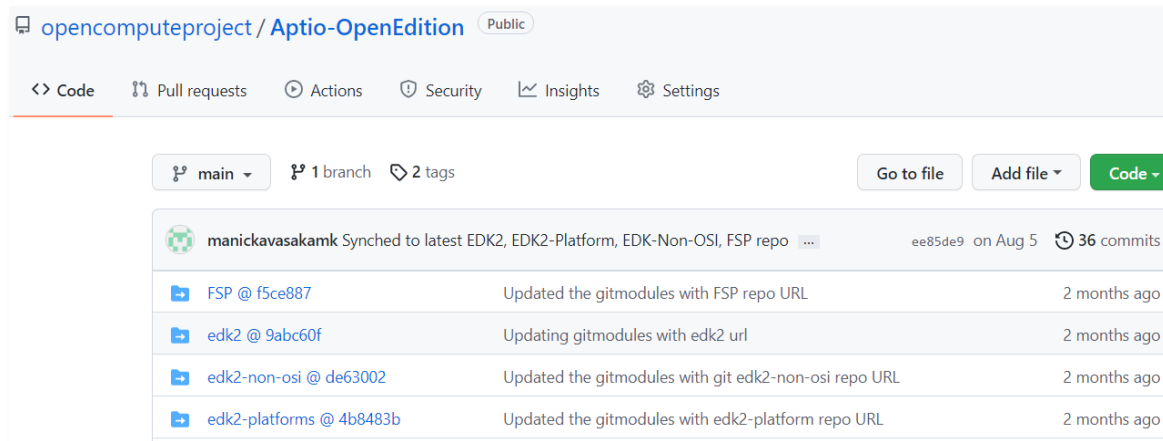 opencomputeproject / Aptio-OpenEdition Public
<> Code Pull requests Actions Security Insights Settings
main 1 branch 2 tags Go to file Add file Code
manickavasakamk Synched to latest EDK2, EDK2-Platform, EDK-Non-OSI, FSP repo ... ee85de9 on Aug 5 36 commits
FSP @ f5ce887 Updated the gitmodules with FSP repo URL 2 months ago
edk2 @ 9abc60f Updating gitmodules with edk2 url 2 months ago
edk2-non-osi @ de63002 Updated the gitmodules with git edk2-non-osi repo URL 2 months ago
edk2-platforms @ 4b8483b Updated the gitmodules with edk2-platform repo URL 2 months ago